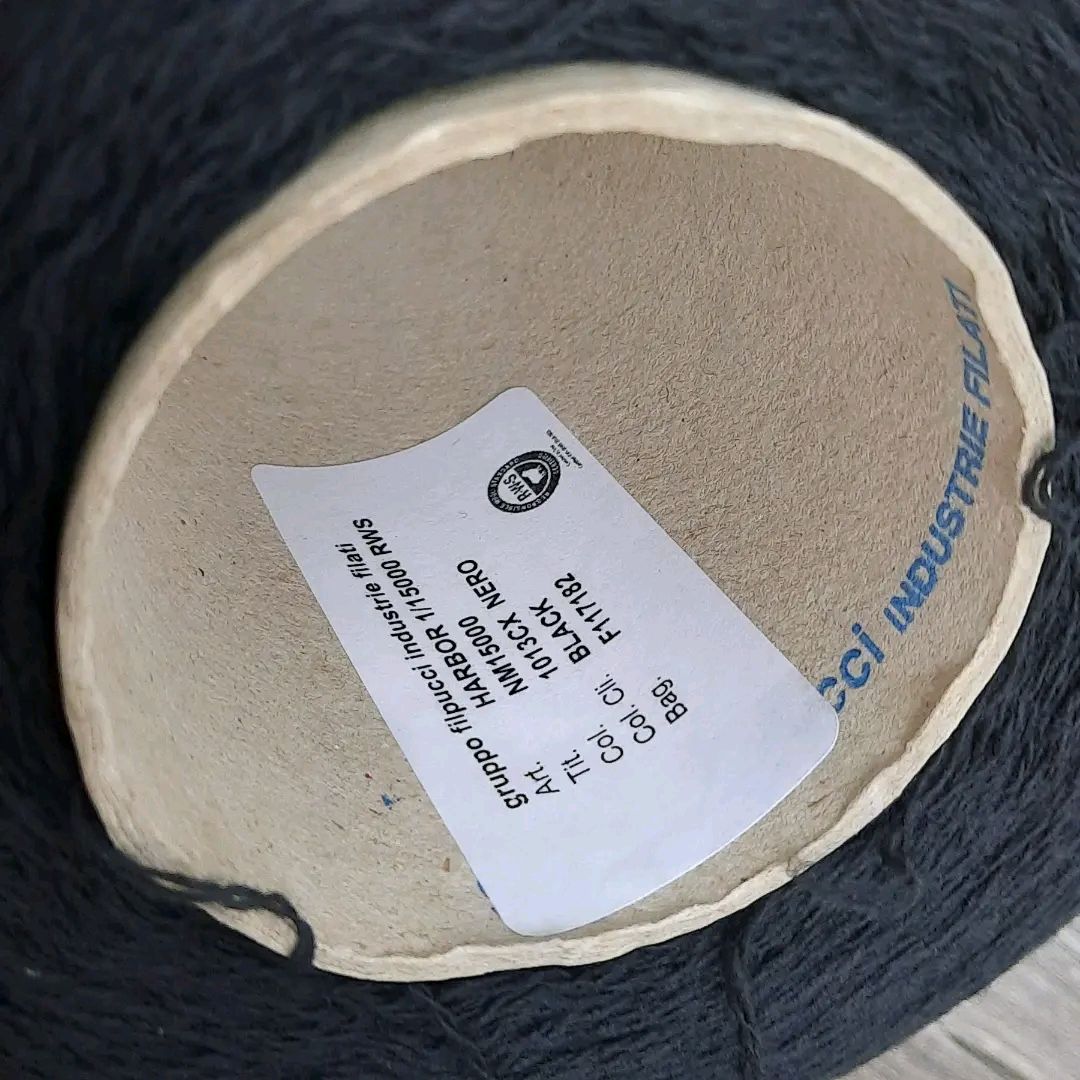 gruppo filpucci industrie filati
Art. HARBOR 1/15000 RWS
Tit. NM15000
Col. 1013CX NERO
Col. Cli. BLACK
Bag. F117182
RWS
CCi INDUSTRIE FILATI